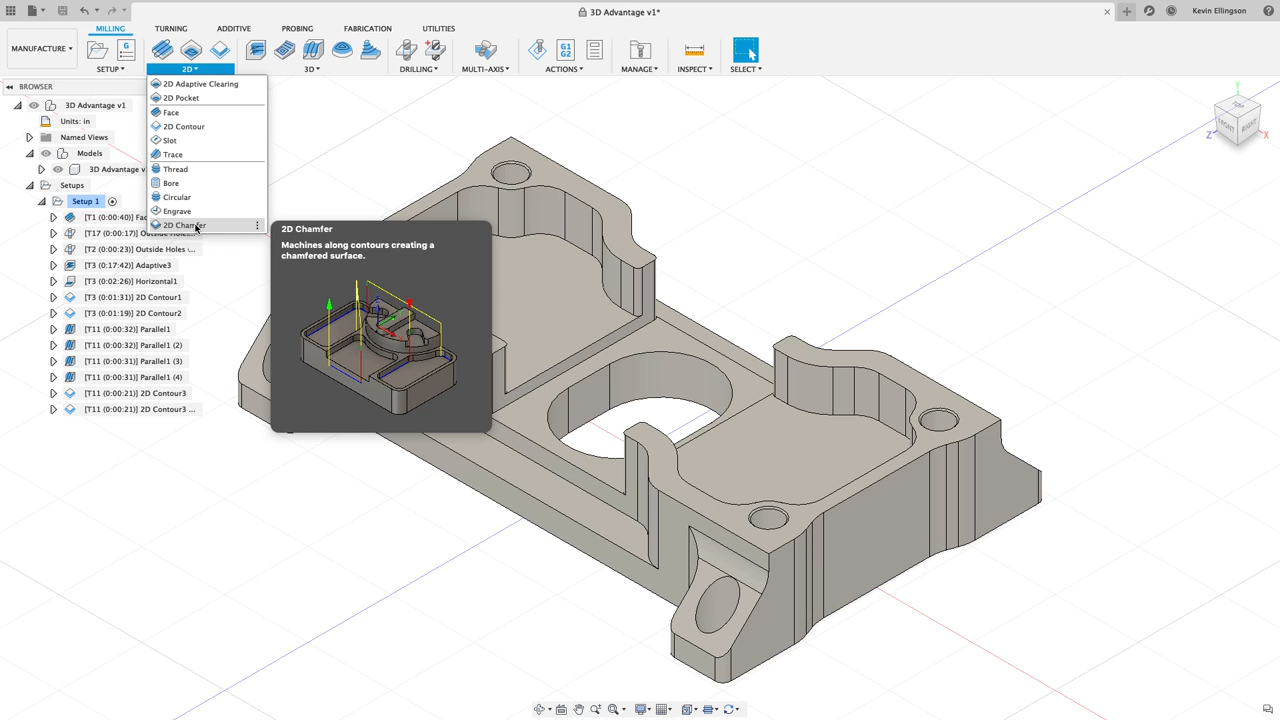 3D Advantage v1*
Kevin Ellingson
MANUFACTURE
MILLING
TURNING
ADDITIVE
PROBING
FABRICATION
UTILITIES
G1
G2
SETUP
2D
3D
DRILLING
MULTI-AXIS
ACTIONS
MANAGE
INSPECT
SELECT
BROWSER
3D Advantage v1
Units: in
Named Views
Models
3D Advantage v
Setups
Setup 1
[T1 (0:00:40)] Fac
[T17 (0:00:17)] Outside Holes...
[T2 (0:00:23)] Outside Holes ...
[T3 (0:17:42)] Adaptive3
[T3 (0:02:26)] Horizontal1
[T3 (0:01:31)] 2D Contour1
[T3 (0:01:19)] 2D Contour2
[T11 (0:00:32)] Parallel1
[T11 (0:00:32)] Parallel1 (2)
[T11 (0:00:31)] Parallel1 (3)
[T11 (0:00:31)] Parallel1 (4)
[T11 (0:00:21)] 2D Contour3
[T11 (0:00:21)] 2D Contour3 ...
2D Adaptive Clearing
2D Pocket
Face
2D Contour
Slot
Trace
Thread
Bore
Circular
Engrave
2D Chamfer
2D Chamfer
Machines along contours creating a
chamfered surface.
Y
TOP
FRONT
RIGHT
Z
X